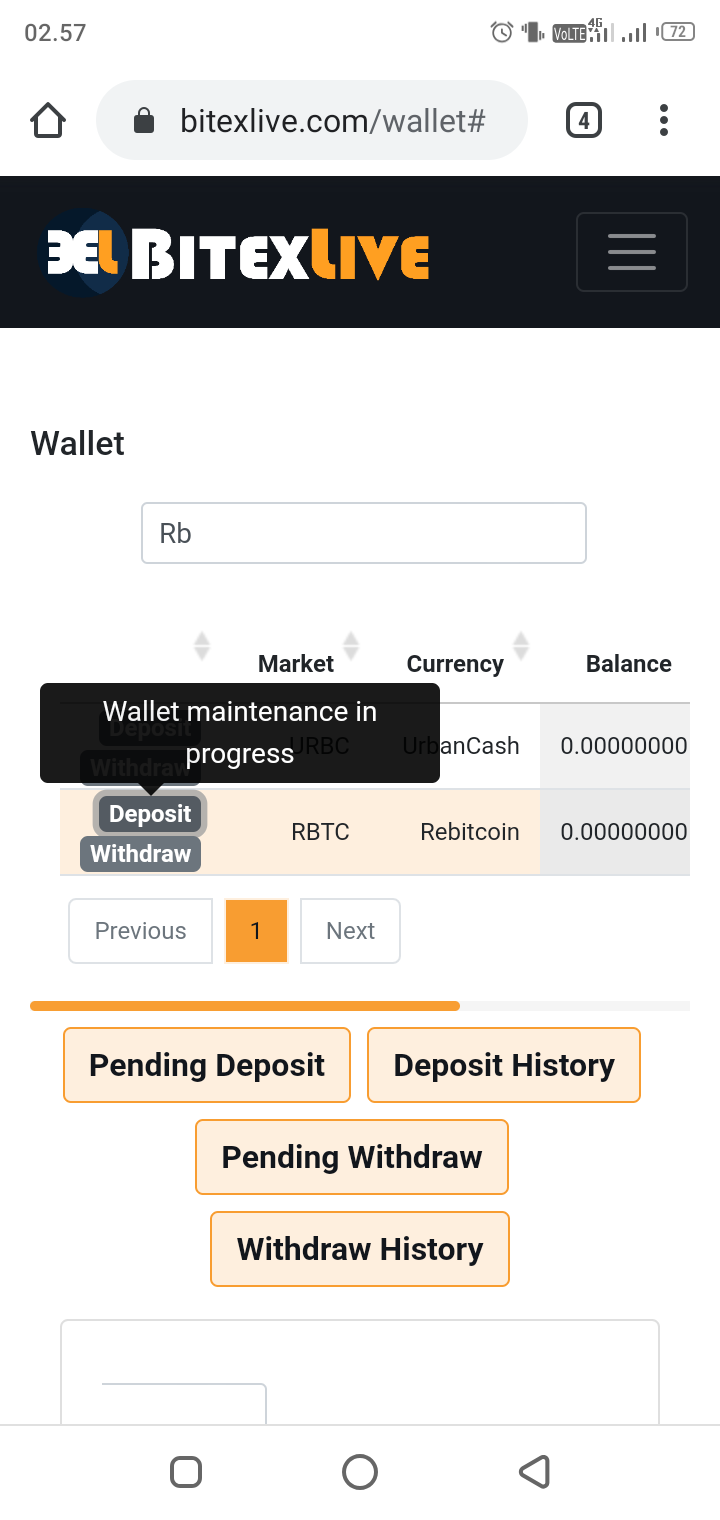 02.57
VoLTE 4G 72
bitexlive.com/wallet#
4
BEL BITEXLIVE
Wallet
Rb
Market Currency Balance
Wallet maintenance in
progress
Deposit
Withdraw
URBC UrbanCash 0.00000000
Deposit
Withdraw
RBTC Rebitcoin 0.00000000
Previous 1 Next
Pending Deposit Deposit History
Pending Withdraw
Withdraw History